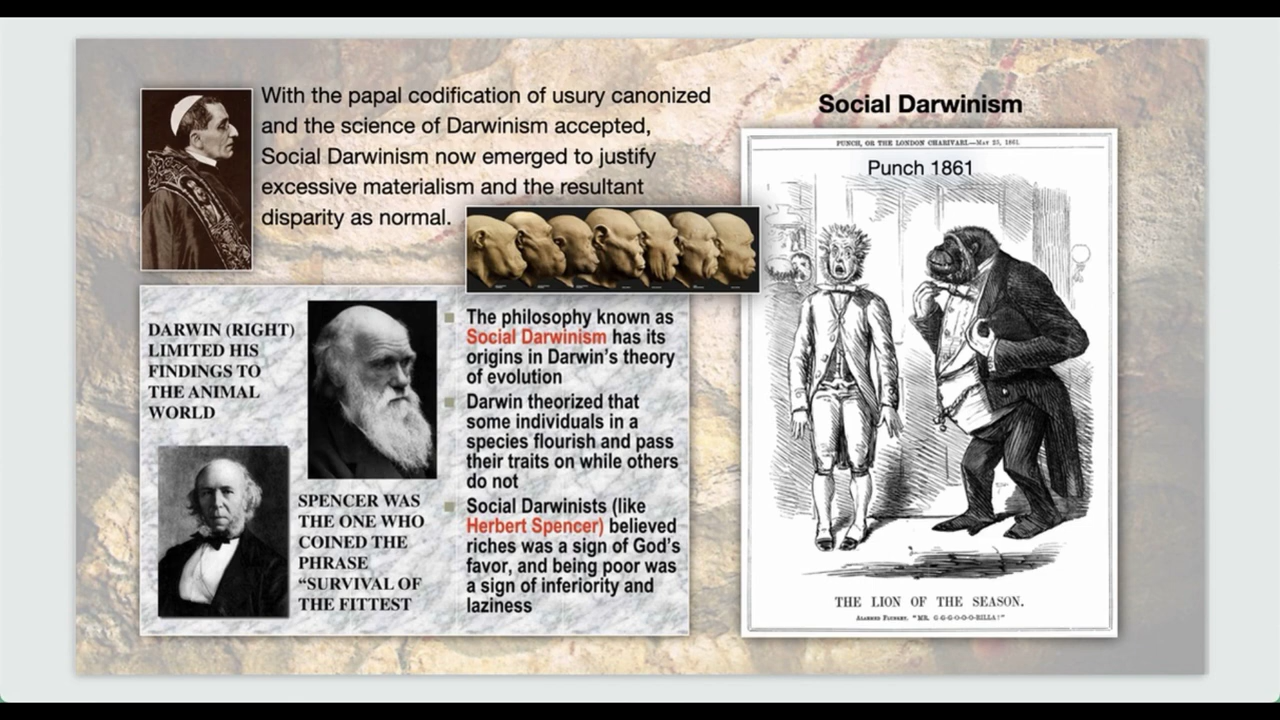 With the papal codification of usury canonized
and the science of Darwinism accepted,
Social Darwinism now emerged to justify
excessive materialism and the resultant
disparity as normal.
DARWIN (RIGHT)
LIMITED HIS
FINDINGS TO
THE ANIMAL
WORLD
SPENCER WAS
THE ONE WHO
COINED THE
PHRASE
“SURVIVAL OF
THE FITTEST
The philosophy known as
Social Darwinism has its
origins in Darwin’s theory
of evolution
Darwin theorized that
some individuals in a
species flourish and pass
their traits on while others
do not
Social Darwinists (like
Herbert Spencer) believed
riches was a sign of God’s
favor, and being poor was
a sign of inferiority and
laziness
Social Darwinism
PUNCH, OR THE LONDON CHARIVARI.—MAY 25, 1861.
Punch 1861
THE LION OF THE SEASON.
ALARMED FLUNKEY. "MR. G-G-G-O-O-O-RILLA!"